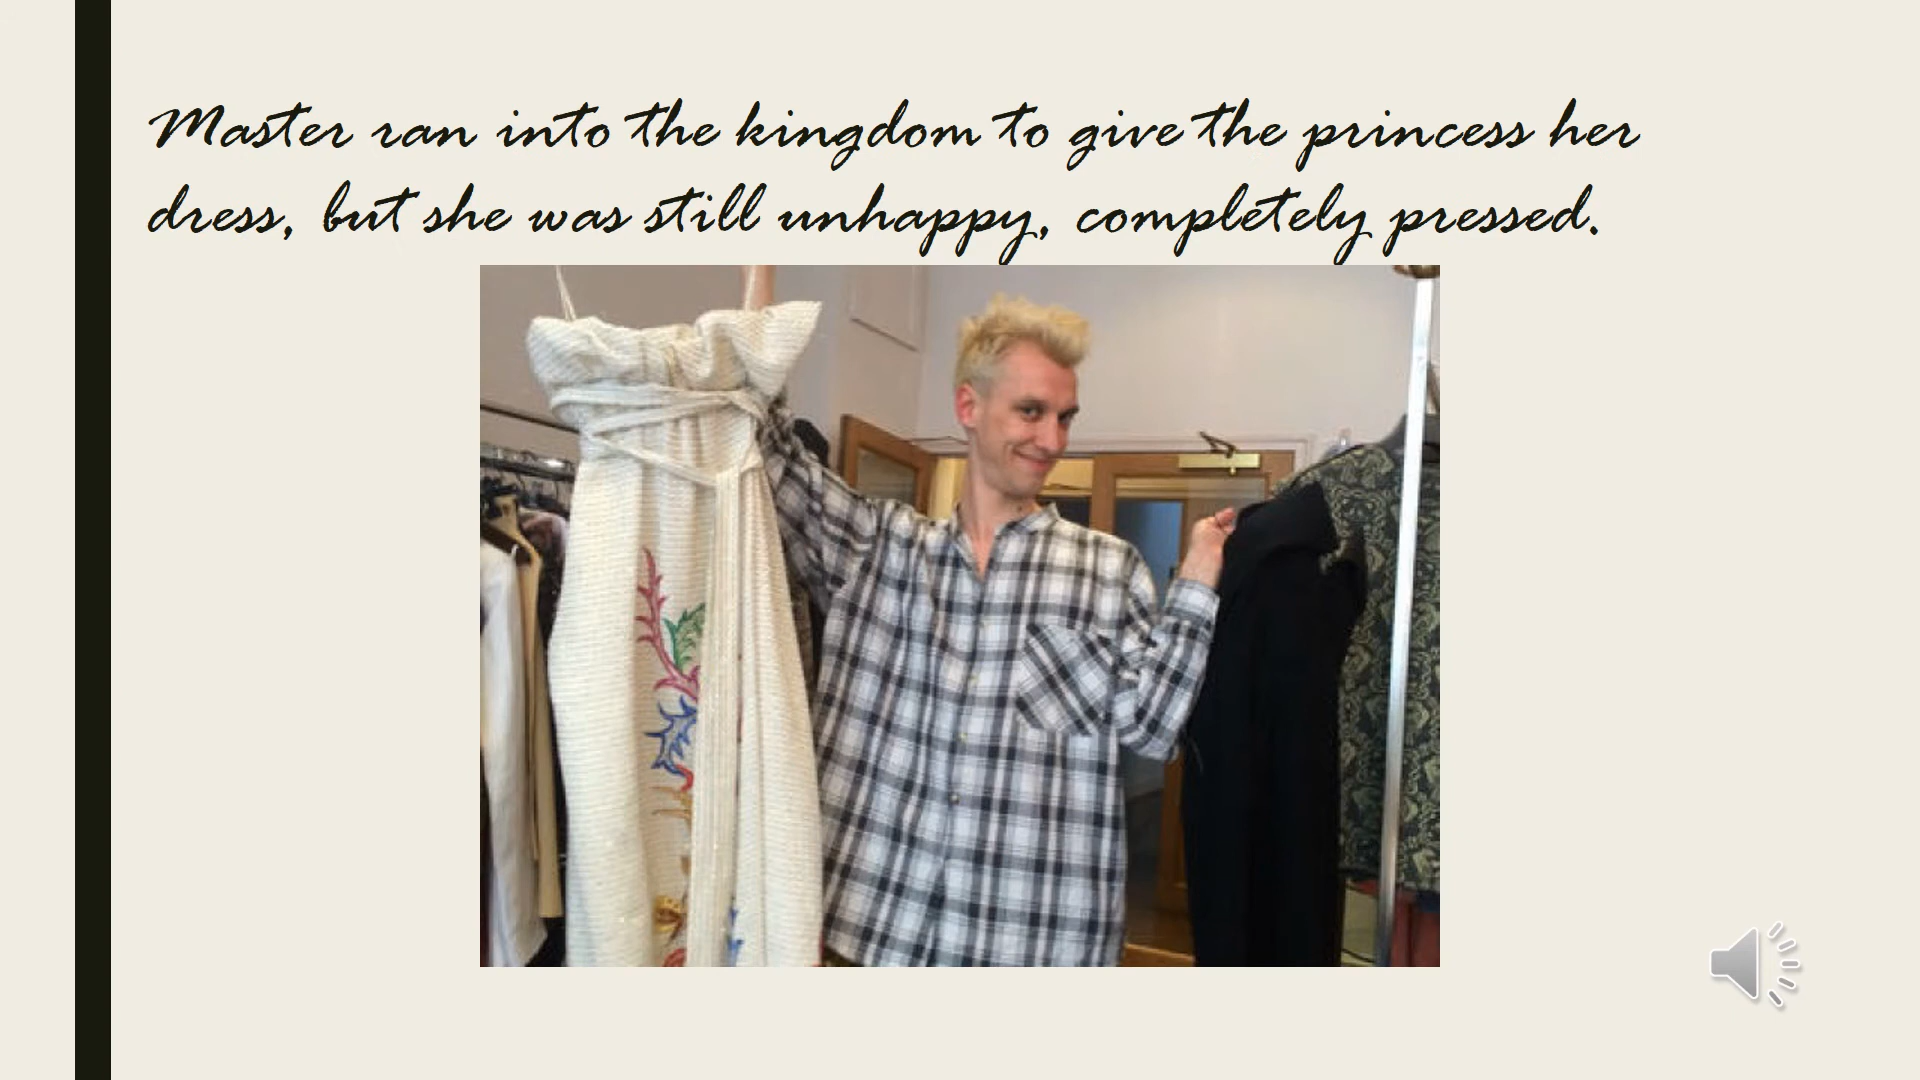 Master ran into the kingdom to give the princess her
dress, but she was still unhappy, completely pressed.